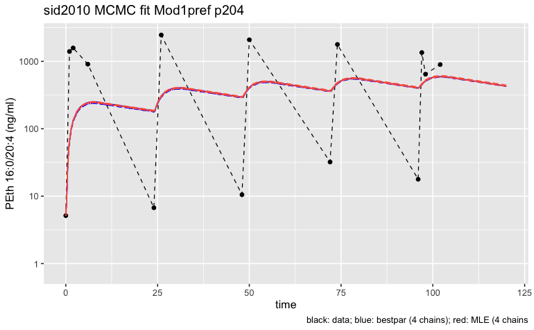 sid2010 MCMC fit Mod1pref p204
PEth 16:0/20:4 (ng/ml)
1000
100
10
1
0
25
50
75
100
125
time
black: data; blue: bestpar (4 chains); red: MLE (4 chains